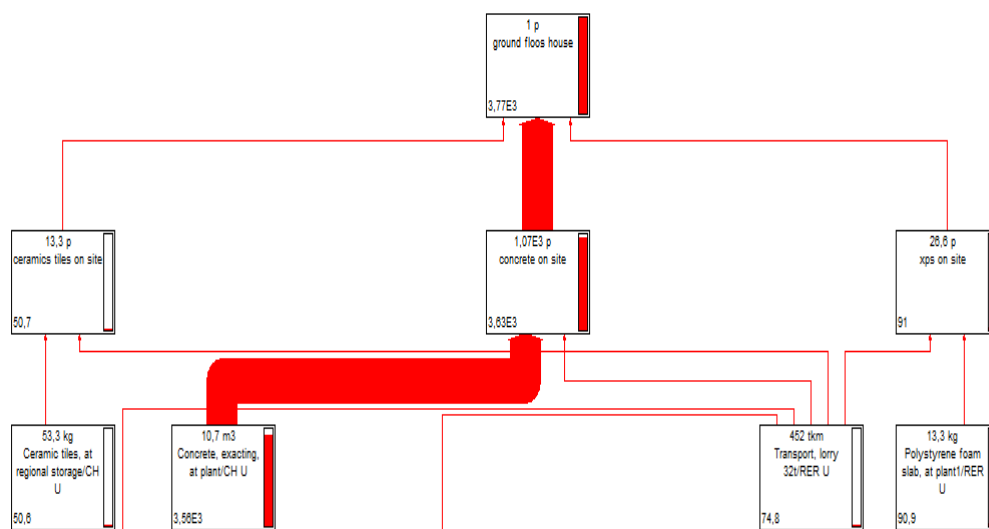 1 p
ground floos house
3,77E3
13,3 p
ceramics tiles on site
50,7
1,07E3 p
concrete on site
3,63E3
26,6 p
xps on site
91
53,3 kg
Ceramic tiles, at
regional storage/CH
U
50,6
10,7 m3
Concrete, exacting,
at plant/CH U
3,56E3
452 tkm
Transport, lorry
32t/RER U
74,8
13,3 kg
Polystyrene foam
slab, at plant1/RER
U
90,9